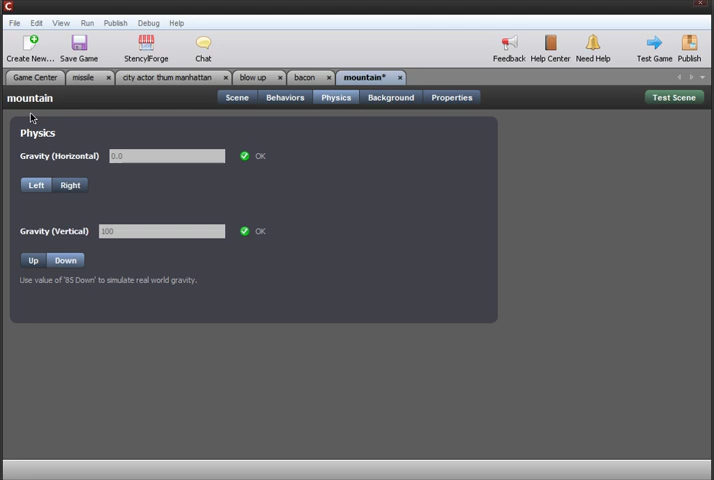 C
File Edit View Run Publish Debug Help
Create New... Save Game StencylForge Chat Feedback Help Center Need Help Test Game Publish
Game Center missile city actor thum manhattan blow up bacon mountain*
mountain Scene Behaviors Physics Background Properties Test Scene
Physics
Gravity (Horizontal) 0.0 OK
Left Right
Gravity (Vertical) 100 OK
Up Down
Use value of '85 Down' to simulate real world gravity.